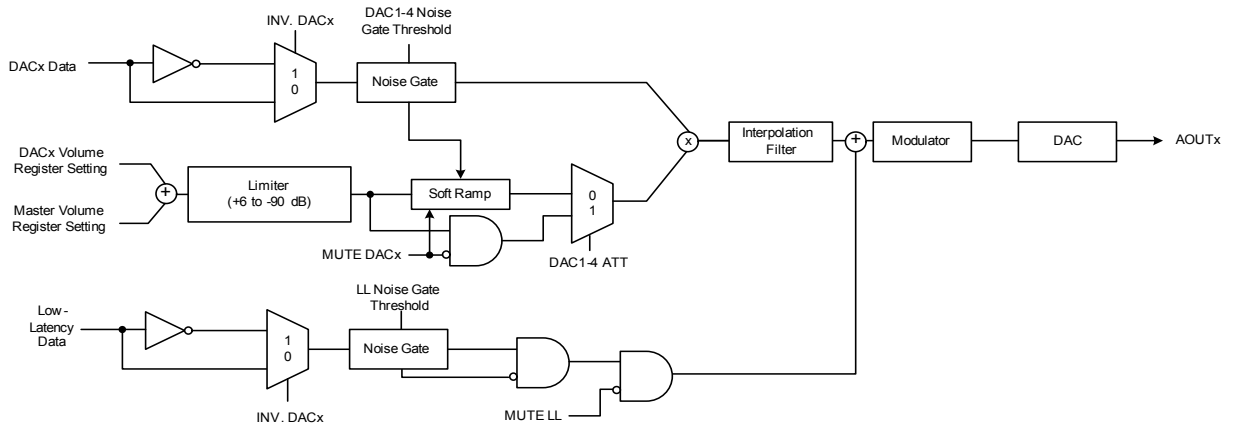 INV. DACx
DAC1-4 Noise
Gate Threshold
DACx Data
1
0
Noise Gate
x
Interpolation
Filter
+
Modulator
DAC
AOUTx
DACx Volume
Register Setting
+
Master Volume
Register Setting
Limiter
(+6 to -90 dB)
Soft Ramp
0
1
MUTE DACx
DAC1-4 ATT
LL Noise Gate
Threshold
Low-
Latency
Data
1
0
Noise Gate
INV. DACx
MUTE LL